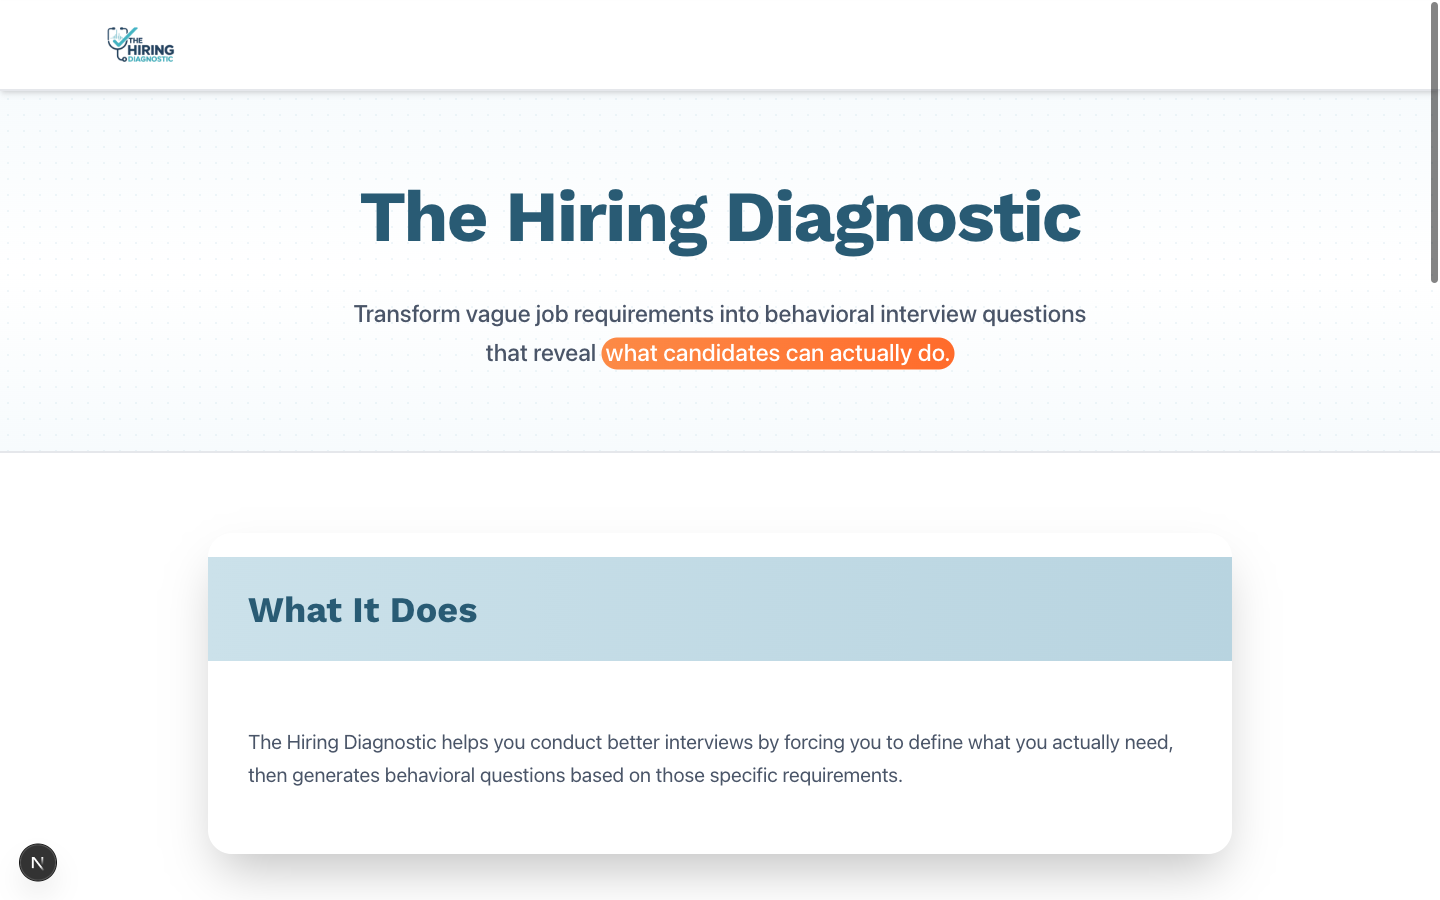 THE
HIRING
DIAGNOSTIC
The Hiring Diagnostic
Transform vague job requirements into behavioral interview questions
that reveal what candidates can actually do.
What It Does
The Hiring Diagnostic helps you conduct better interviews by forcing you to define what you actually need,
then generates behavioral questions based on those specific requirements.
N